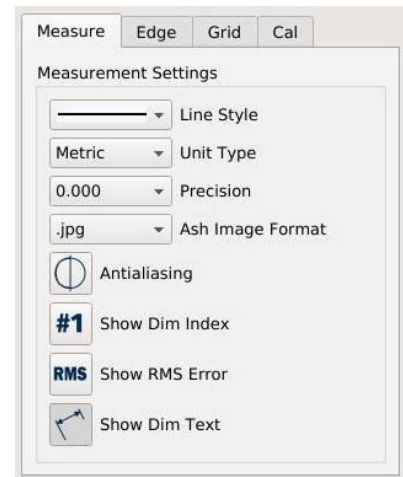 Measure Edge Grid Cal
Measurement Settings
Line Style
Metric Unit Type
0.000 Precision
.jpg Ash Image Format
Antialiasing
#1 Show Dim Index
RMS Show RMS Error
Show Dim Text